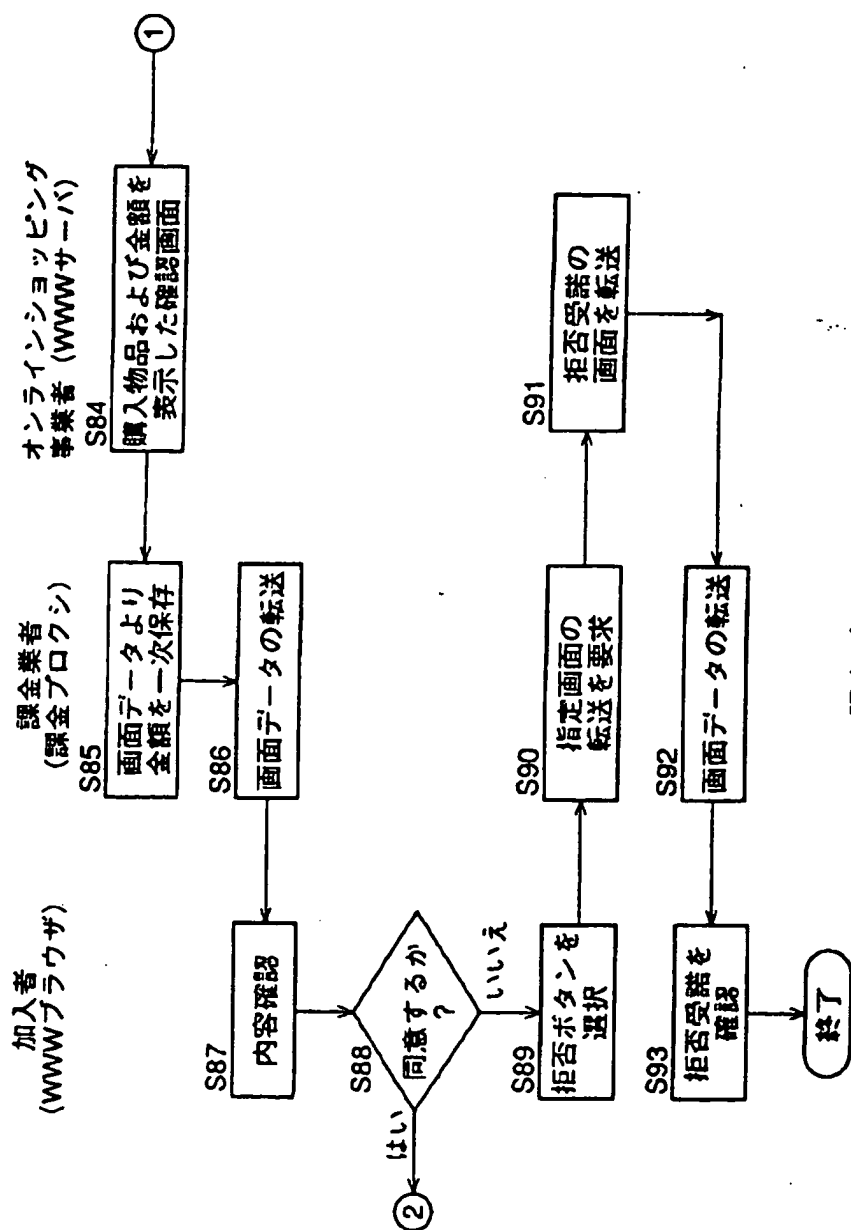 加入者
(WWWブラウザ)
課金業者
(課金プロクシ)
オンラインショッピング
事業者 (WWWサーバ)
①
S84
購入物品および金額を
表示した確認画面
S85
画面データより
金額を一次保存
S86
画面データの転送
S87
内容確認
S88
同意するか
?
はい
②
いいえ
S89
拒否ボタンを
選択
S90
指定画面の
転送を要求
S91
拒否受諾の
画面を転送
S92
画面データの転送
S93
拒否受諾を
確認
終了